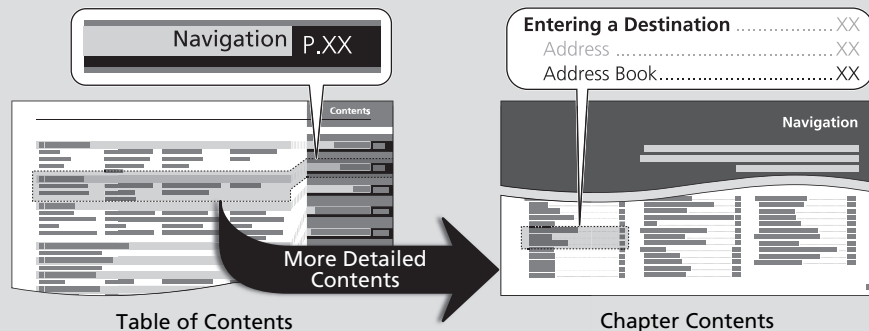 Navigation P.XX
Entering a Destination ................ XX
Address ................................ XX
Address Book........................... XX
Contents
Navigation
More Detailed
Contents
Table of Contents
Chapter Contents